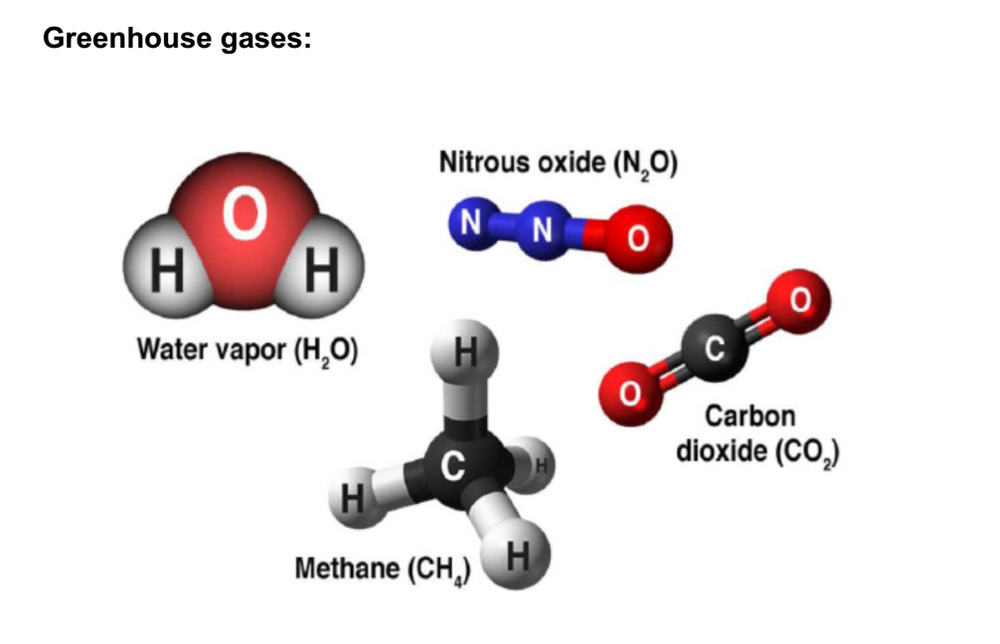 Greenhouse gases:
Nitrous oxide (N₂O)
N N O
O
H H
Water vapor (H₂O)
O
C
O
Carbon
dioxide (CO₂)
H
C
H
H
H
Methane (CH₄)